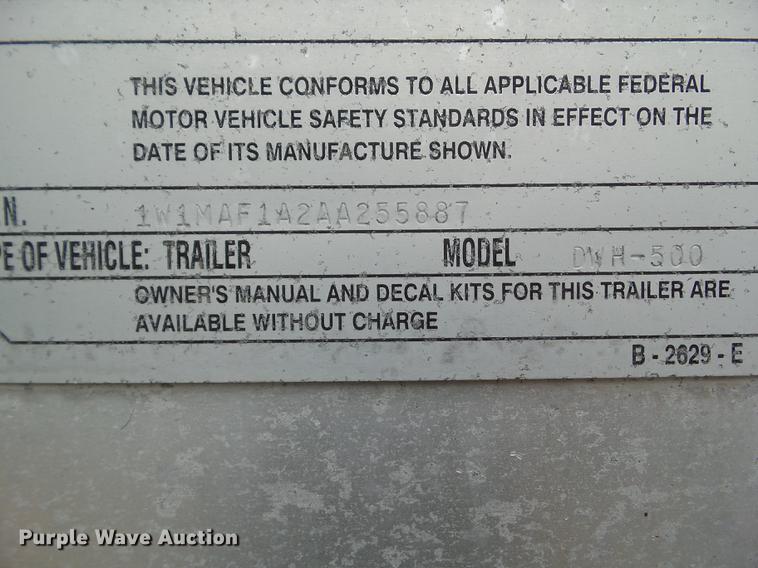 THIS VEHICLE CONFORMS TO ALL APPLICABLE FEDERAL
MOTOR VEHICLE SAFETY STANDARDS IN EFFECT ON THE
DATE OF ITS MANUFACTURE SHOWN.
N. 1W1MAF1A2AA255887
E OF VEHICLE: TRAILER MODEL DWH-500
OWNER'S MANUAL AND DECAL KITS FOR THIS TRAILER ARE
AVAILABLE WITHOUT CHARGE
B - 2629 - E
Purple Wave Auction